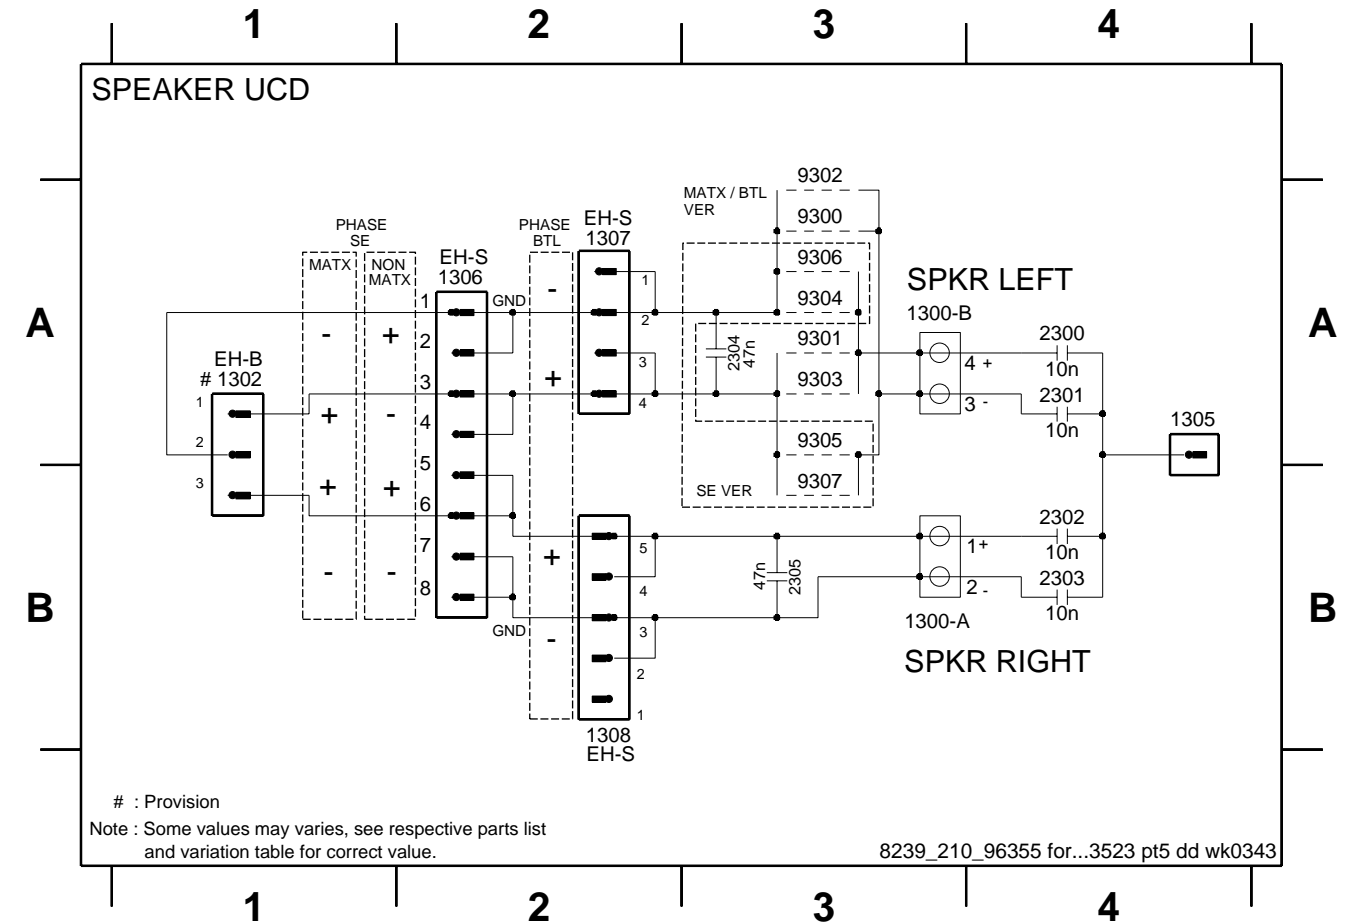 1 2 3 4
SPEAKER UCD
A
A
B
B
PHASE
SE
MATX
NON
MATX
- +
+ -
+ +
- -
EH-B
# 1302
1
2
3
EH-S
1306
1
2
3
4
5
6
7
8
GND
GND
PHASE
BTL
-
+
+
-
EH-S
1307
1
2
3
4
5
4
3
2
1
1308
EH-S
MATX / BTL
VER
9302
9300
9306
9304
9301
9303
9305
9307
SE VER
2304
47n
47n
2305
SPKR LEFT
1300-B
4 +
3 -
1+
2 -
1300-A
SPKR RIGHT
2300
10n
2301
10n
2302
10n
2303
10n
1305
# : Provision
Note : Some values may varies, see respective parts list
and variation table for correct value.
8239_210_96355 for...3523 pt5 dd wk0343
1 2 3 4